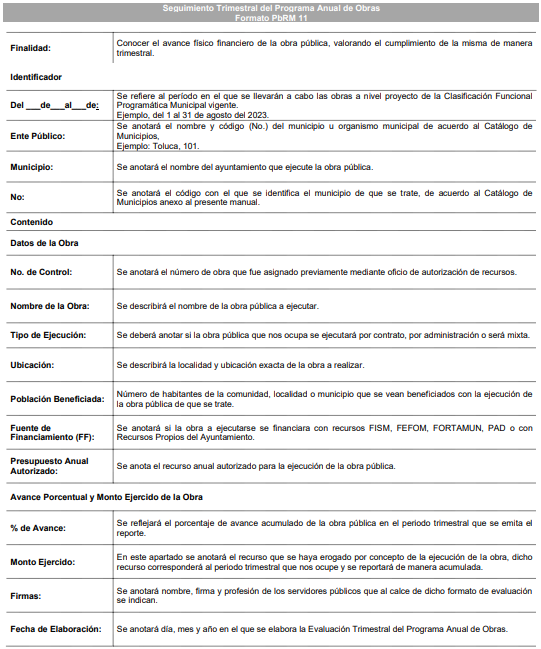 Seguimiento Trimestral del Programa Anual de Obras
Formato PbRM 11
Finalidad:
Conocer el avance físico financiero de la obra pública, valorando el cumplimiento de la misma de manera
trimestral.
Identificador
Del ___de___al___de:
Se refiere al período en el que se llevarán a cabo las obras a nivel proyecto de la Clasificación Funcional
Programática Municipal vigente.
Ejemplo, del 1 al 31 de agosto del 2023.
Ente Público:
Se anotará el nombre y código (No.) del municipio u organismo municipal de acuerdo al Catálogo de
Municipios,
Ejemplo: Toluca, 101.
Municipio:
Se anotará el nombre del ayuntamiento que ejecute la obra pública.
No:
Se anotará el código con el que se identifica el municipio de que se trate, de acuerdo al Catálogo de
Municipios anexo al presente manual.
Contenido
Datos de la Obra
No. de Control:
Se anotará el número de obra que fue asignado previamente mediante oficio de autorización de recursos.
Nombre de la Obra:
Se describirá el nombre de la obra pública a ejecutar.
Tipo de Ejecución:
Se deberá anotar si la obra pública que nos ocupa se ejecutará por contrato, por administración o será mixta.
Ubicación:
Se describirá la localidad y ubicación exacta de la obra a realizar.
Población Beneficiada:
Número de habitantes de la comunidad, localidad o municipio que se vean beneficiados con la ejecución de
la obra pública de que se trate.
Fuente de
Financiamiento (FF):
Se anotará si la obra a ejecutarse se financiara con recursos FISM, FEFOM, FORTAMUN, PAD o con
Recursos Propios del Ayuntamiento.
Presupuesto Anual
Autorizado:
Se anota el recurso anual autorizado para la ejecución de la obra pública.
Avance Porcentual y Monto Ejercido de la Obra
% de Avance:
Se reflejará el porcentaje de avance acumulado de la obra pública en el periodo trimestral que se emita el
reporte.
Monto Ejercido:
En este apartado se anotará el recurso que se haya erogado por concepto de la ejecución de la obra, dicho
recurso corresponderá al periodo trimestral que nos ocupe y se reportará de manera acumulada.
Firmas:
Se anotará nombre, firma y profesión de los servidores públicos que al calce de dicho formato de evaluación
se indican.
Fecha de Elaboración:
Se anotará día, mes y año en el que se elabora la Evaluación Trimestral del Programa Anual de Obras.